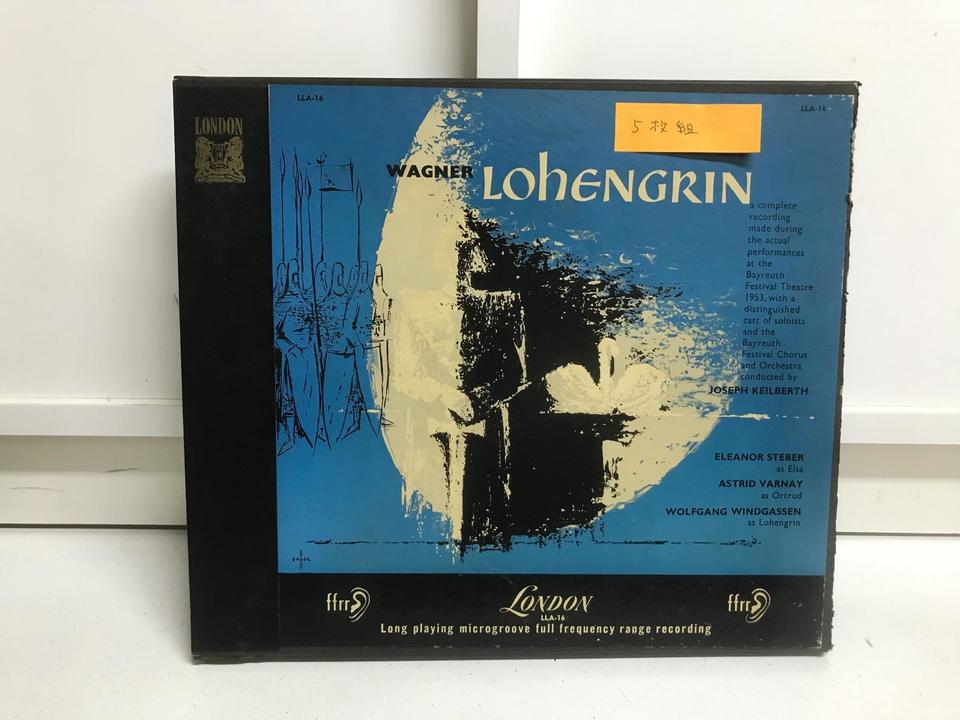 LONDON
LLA-16
LLA-16
5枚組
WAGNER
LOHENGRIN
a complete
recording
made during
the actual
performances
at the
Bayreuth
Festival Theatre
1953, with a
distinguished
cast of soloists
and the
Bayreuth
Festival Chorus
and Orchestra
conducted by
JOSEPH KEILBERTH
ELEANOR STEBER
as Elsa
ASTRID VARNAY
as Ortrud
WOLFGANG WINDGASSEN
as Lohengrin
ffrr
LONDON
ffrr
LLA-16
Long playing microgroove full frequency range recording